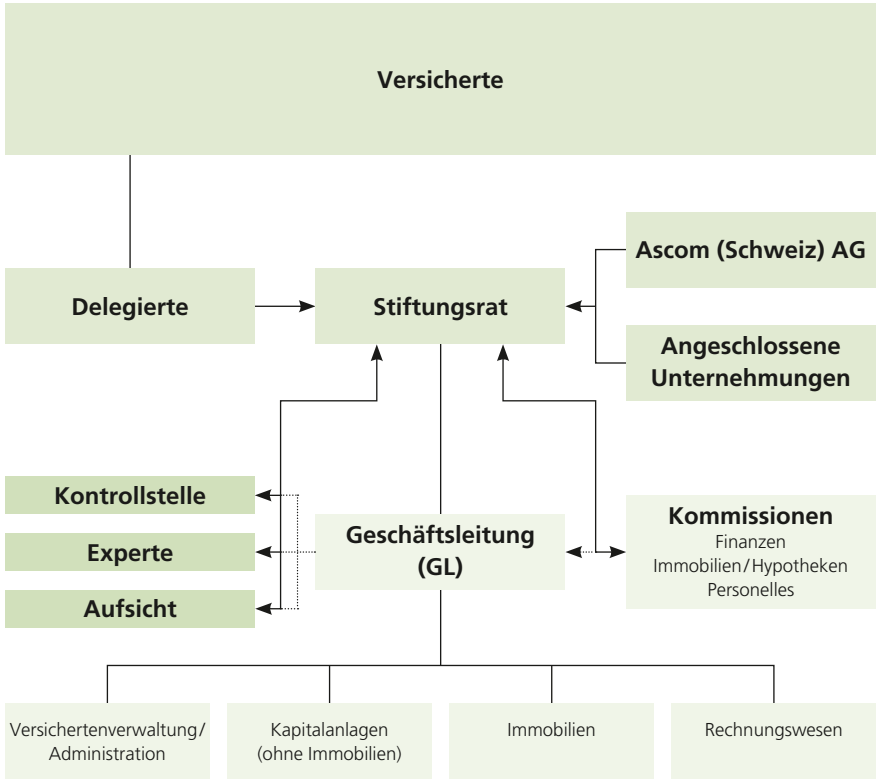 Versicherte
Ascom (Schweiz) AG
Delegierte
Stiftungsrat
Angeschlossene
Unternehmungen
Kontrollstelle
Experte
Aufsicht
Geschäftsleitung
(GL)
Kommissionen
Finanzen
Immobilien/Hypotheken
Personelles
Versichertenverwaltung/
Administration
Kapitalanlagen
(ohne Immobilien)
Immobilien
Rechnungswesen